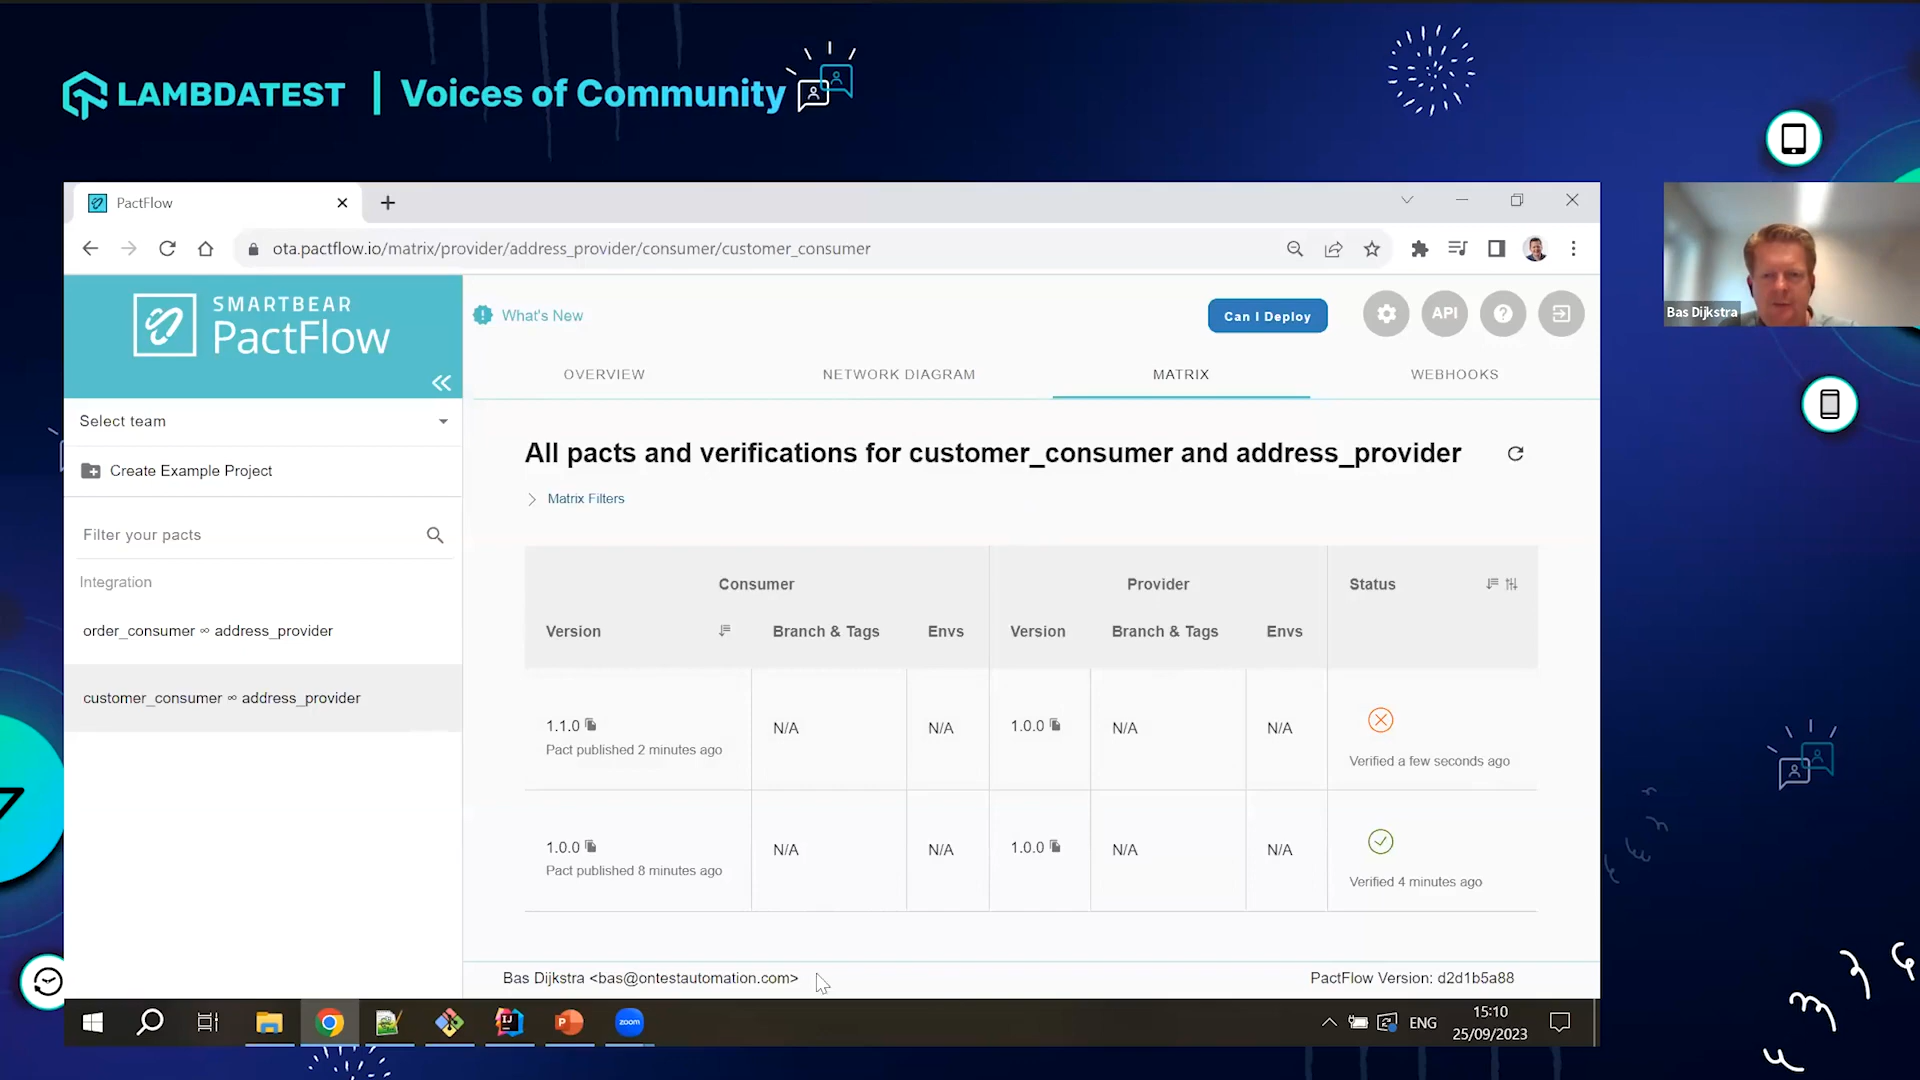 LAMBDATEST | Voices of Community
PactFlow
ota.pactflow.io/matrix/provider/address_provider/consumer/customer_consumer
SMARTBEAR
PactFlow
What's New
Can I Deploy
API
OVERVIEW
NETWORK DIAGRAM
MATRIX
WEBHOOKS
Select team
Create Example Project
Filter your pacts
Integration
order_consumer ∞ address_provider
customer_consumer ∞ address_provider
All pacts and verifications for customer_consumer and address_provider
Matrix Filters
Consumer
Provider
Status
Version
Branch & Tags
Envs
Version
Branch & Tags
Envs
1.1.0
Pact published 2 minutes ago
N/A
N/A
1.0.0
N/A
N/A
Verified a few seconds ago
1.0.0
Pact published 8 minutes ago
N/A
N/A
1.0.0
N/A
N/A
Verified 4 minutes ago
Bas Dijkstra <bas@ontestautomation.com>
PactFlow Version: d2d1b5a88
Bas Dijkstra
zoom
ENG
15:10
25/09/2023